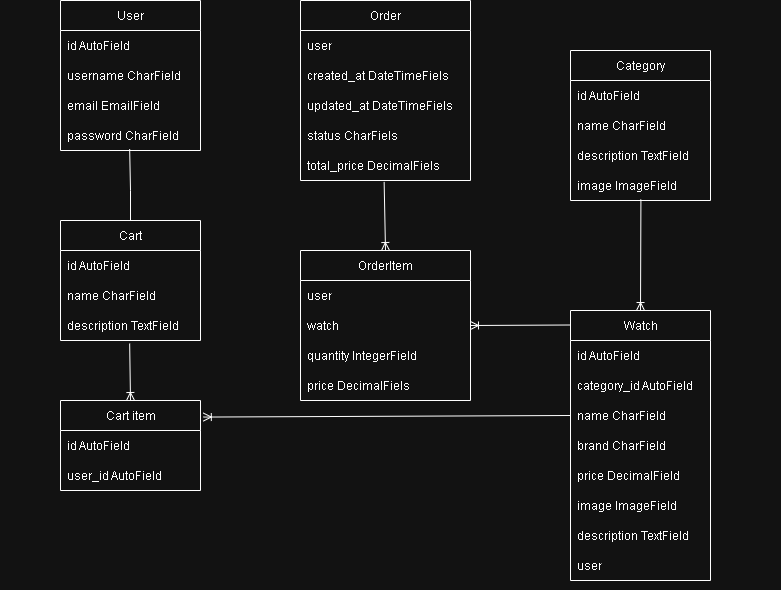 User
id AutoField
username CharField
email EmailField
password CharField
Cart
id AutoField
name CharField
description TextField
Cart item
id AutoField
user_id AutoField
Order
user
created_at DateTimeFiels
updated_at DateTimeFiels
status CharFiels
total_price DecimalFiels
OrderItem
user
watch
quantity IntegerField
price DecimalFiels
Category
id AutoField
name CharField
description TextField
image ImageField
Watch
id AutoField
category_id AutoField
name CharField
brand CharField
price DecimalField
image ImageField
description TextField
user